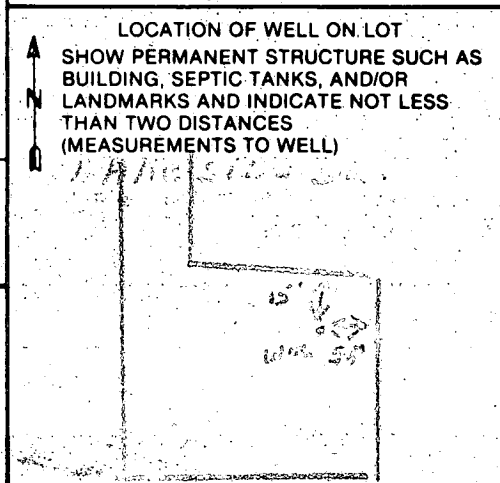 LOCATION OF WELL ON LOT
SHOW PERMANENT STRUCTURE SUCH AS
BUILDING, SEPTIC TANKS, AND/OR
N LANDMARKS AND INDICATE NOT LESS
THAN TWO DISTANCES
(MEASUREMENTS TO WELL)
15'